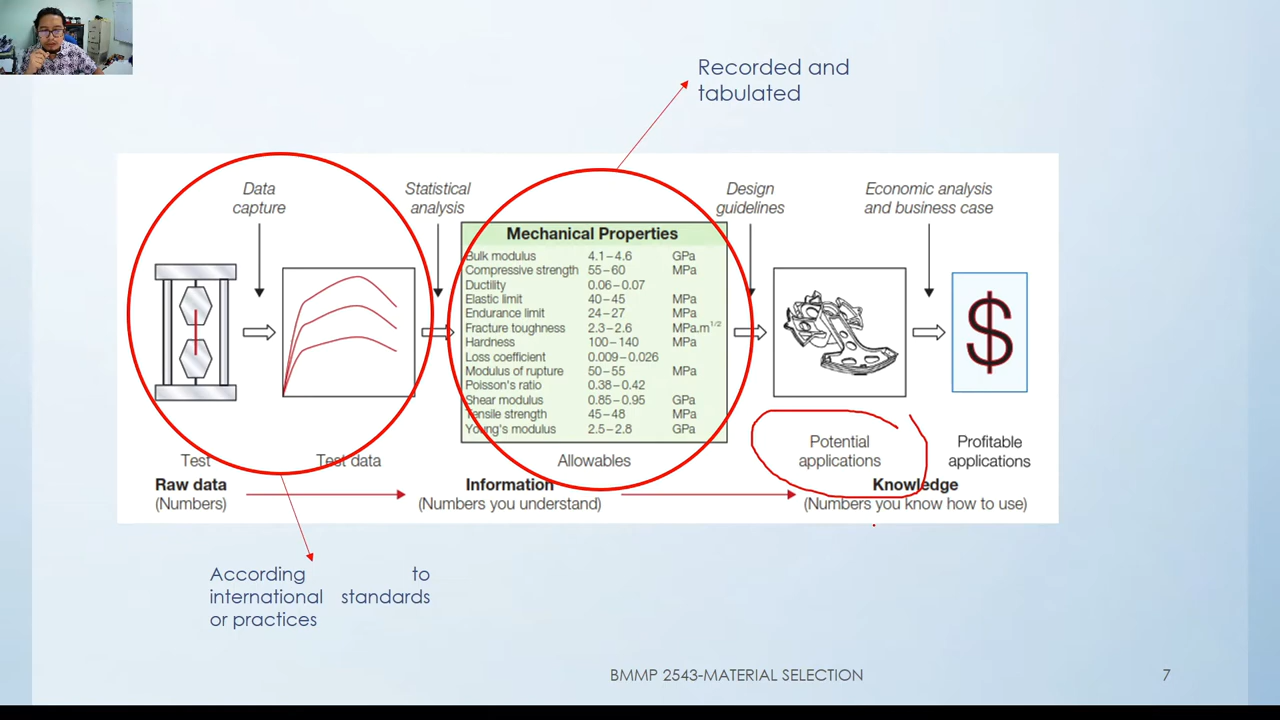 Recorded and
tabulated
Data
capture
Statistical
analysis
Design
guidelines
Economic analysis
and business case
Mechanical Properties
Bulk modulus 4.1–4.6 GPa
Compressive strength 55–60 MPa
Ductility 0.06–0.07
Elastic limit 40–45 MPa
Endurance limit 24–27 MPa
Fracture toughness 2.3–2.6 MPa.m1/2
Hardness 100–140 MPa
Loss coefficient 0.009–0.026
Modulus of rupture 50–55 MPa
Poisson's ratio 0.38–0.42
Shear modulus 0.85–0.95 GPa
Tensile strength 45–48 MPa
Young's modulus 2.5–2.8 GPa
$
Test
Test data
Allowables
Potential
applications
Profitable
applications
Raw data
(Numbers)
Information
(Numbers you understand)
Knowledge
(Numbers you know how to use)
According to
international standards
or practices
BMMP 2543-MATERIAL SELECTION
7